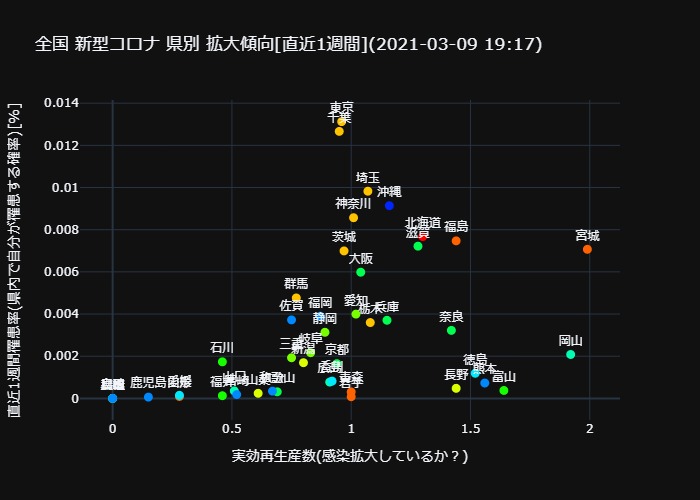 全国 新型コロナ 県別 拡大傾向[直近1週間](2021-03-09 19:17)
直近1週間罹患率(県内で自分が罹患する確率)[%]
0.014
0.012
0.01
0.008
0.006
0.004
0.002
0
東京
千葉
埼玉
沖縄
神奈川
北海道
滋賀
福島
宮城
茨城
大阪
群馬
佐賀
福岡
愛知
栃木
兵庫
静岡
奈良
岐阜
三重
新潟
京都
石川
岡山
広島
徳島
熊本
長野
富山
青森
岩手
鹿児島
福井
山口
長崎
山梨
和歌山
0
0.5
1
1.5
2
実効再生産数(感染拡大しているか？)